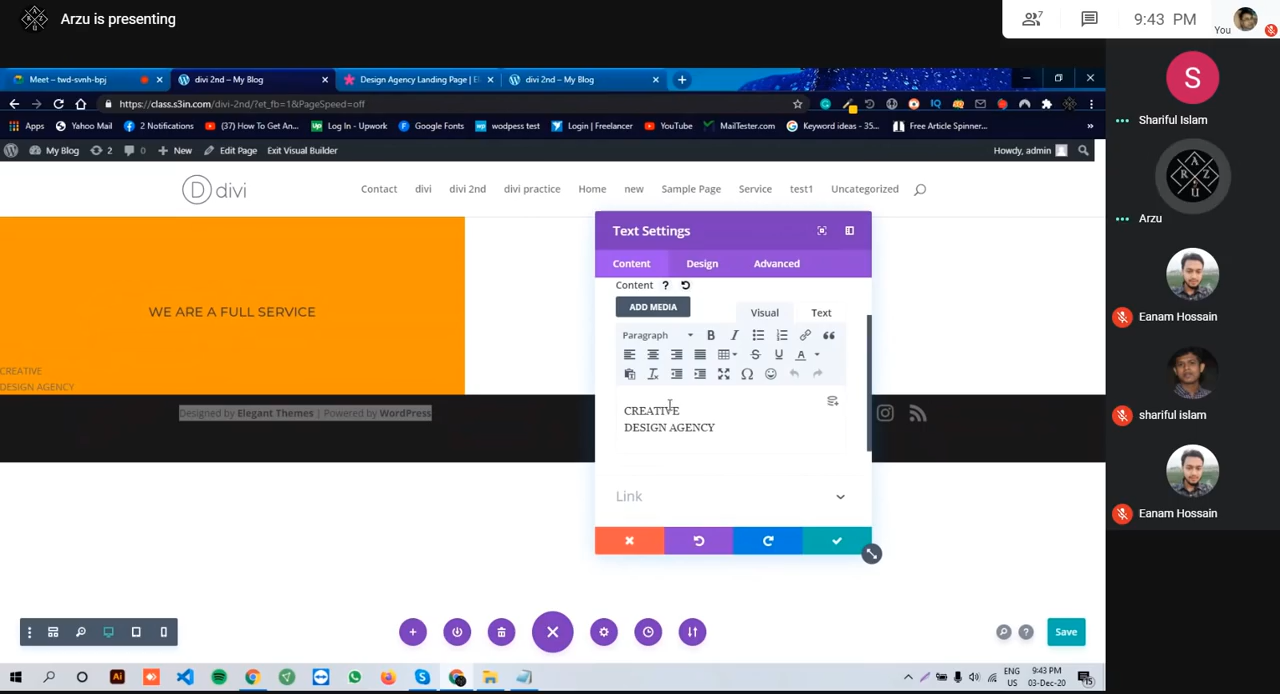 Arzu is presenting
7
9:43 PM
You
Meet – twd-svnh-bpj
divi 2nd – My Blog
Design Agency Landing Page | El
divi 2nd – My Blog
https://class.s3in.com/divi-2nd/?et_fb=1&PageSpeed=off
Apps
Yahoo Mail
2 Notifications
(37) How To Get An...
Log In - Upwork
Google Fonts
wodpess test
Login | Freelancer
YouTube
MailTester.com
Keyword ideas - 35...
Free Article Spinner...
My Blog
2
0
New
Edit Page
Exit Visual Builder
Howdy, admin
D divi
Contact
divi
divi 2nd
divi practice
Home
new
Sample Page
Service
test1
Uncategorized
WE ARE A FULL SERVICE
CREATIVE
DESIGN AGENCY
Designed by Elegant Themes | Powered by WordPress
Text Settings
Content
Design
Advanced
Content
ADD MEDIA
Visual
Text
Paragraph
CREATIVE
DESIGN AGENCY
Link
Save
S
Shariful Islam
A
R Z
U
Arzu
Eanam Hossain
shariful islam
Eanam Hossain
ENG
US
9:43 PM
03-Dec-20
15